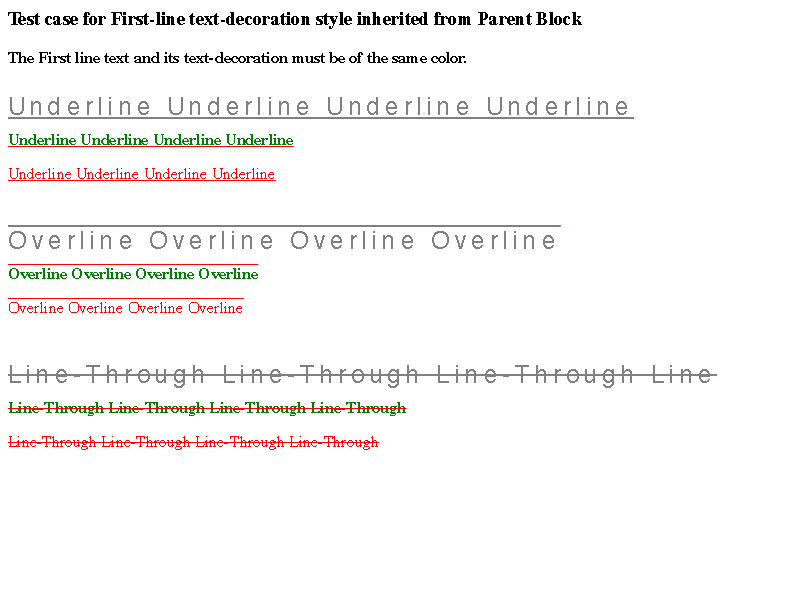 Test case for First-line text-decoration style inherited from Parent Block
The First line text and its text-decoration must be of the same color.
Underline Underline Underline Underline
Underline Underline Underline Underline
Underline Underline Underline Underline
Overline Overline Overline Overline
Overline Overline Overline Overline
Overline Overline Overline Overline
Line-Through Line-Through Line-Through Line
Line-Through Line-Through Line-Through Line-Through
Line-Through Line-Through Line-Through Line-Through